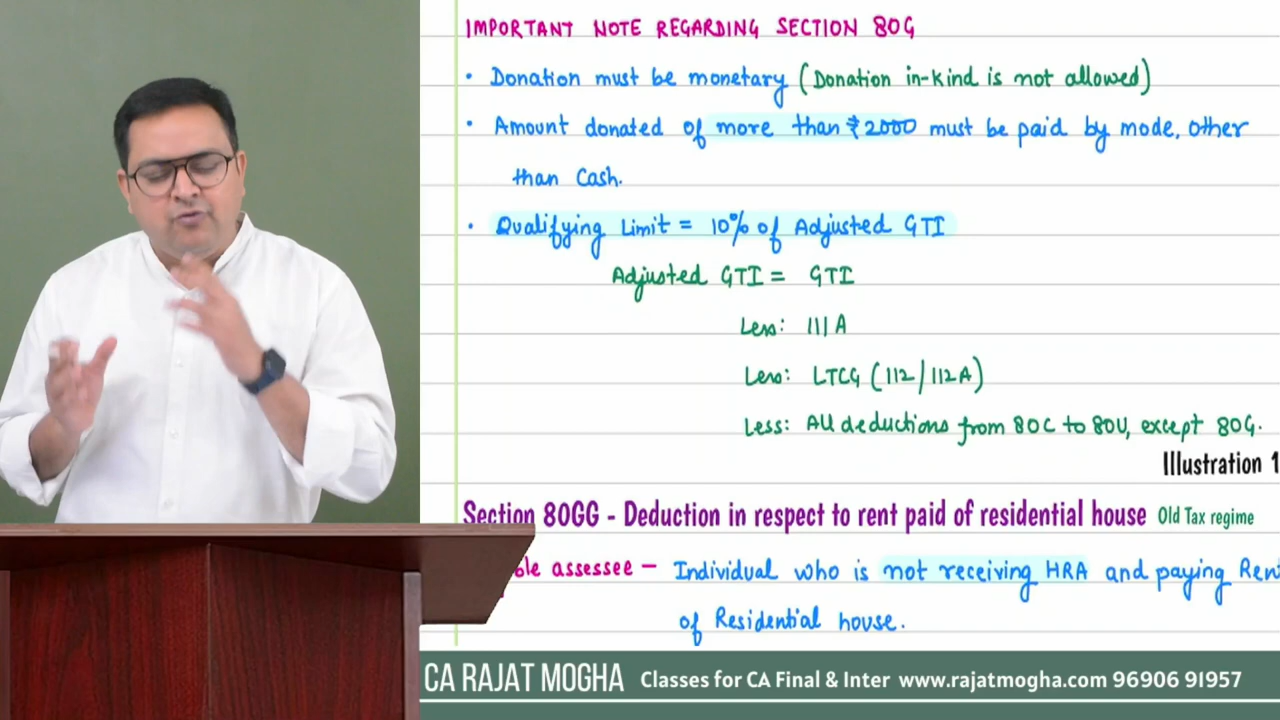 IMPORTANT NOTE REGARDING SECTION 80G
• Donation must be monetary (Donation in-kind is not allowed)
• Amount donated of more than ₹2000 must be paid by mode, other
than Cash.
• Qualifying Limit = 10% of Adjusted GTI
Adjusted GTI = GTI
Less: 111A
Less: LTCG (112/112A)
Less: All deductions from 80C to 80U, except 80G.
Illustration 1
Section 80GG - Deduction in respect to rent paid of residential house Old Tax regime
ble assessee - Individual who is not receiving HRA and paying Ren
of Residential house.
CA RAJAT MOGHA Classes for CA Final & Inter www.rajatmogha.com 96906 91957